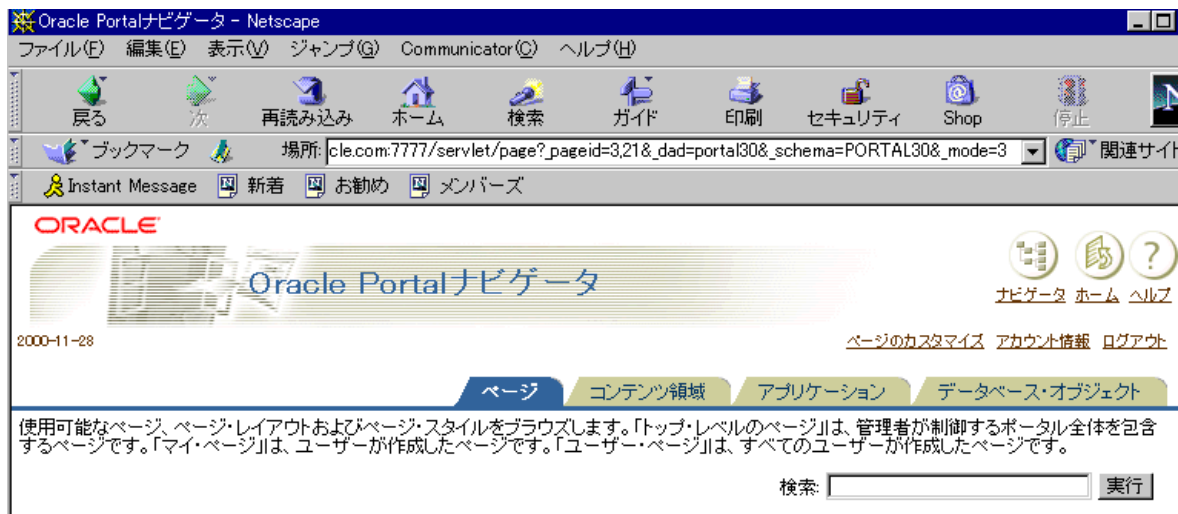 Oracle Portalナビゲータ - Netscape
ファイル(F) 編集(E) 表示(V) ジャンプ(G) Communicator(C) ヘルプ(H)
戻る 次 再読み込み ホーム 検索 ガイド 印刷 セキュリティ Shop 停止 N
ブックマーク 場所: cle.com:7777/servlet/page?_pageid=3,21&_dad=portal30&_schema=PORTAL30&_mode=3 関連サイト
Instant Message 新着 お勧め メンバーズ
ORACLE
Oracle Portalナビゲータ
ナビゲータ ホーム ヘルプ
2000-11-28 ページのカスタマイズ アカウント情報 ログアウト
ページ コンテンツ領域 アプリケーション データベース・オブジェクト
使用可能なページ、ページ・レイアウトおよびページ・スタイルをブラウズします。「トップ・レベルのページ」は、管理者が制御するポータル全体を包含
するページです。「マイ・ページ」は、ユーザーが作成したページです。「ユーザー・ページ」は、すべてのユーザーが作成したページです。
検索: 実行